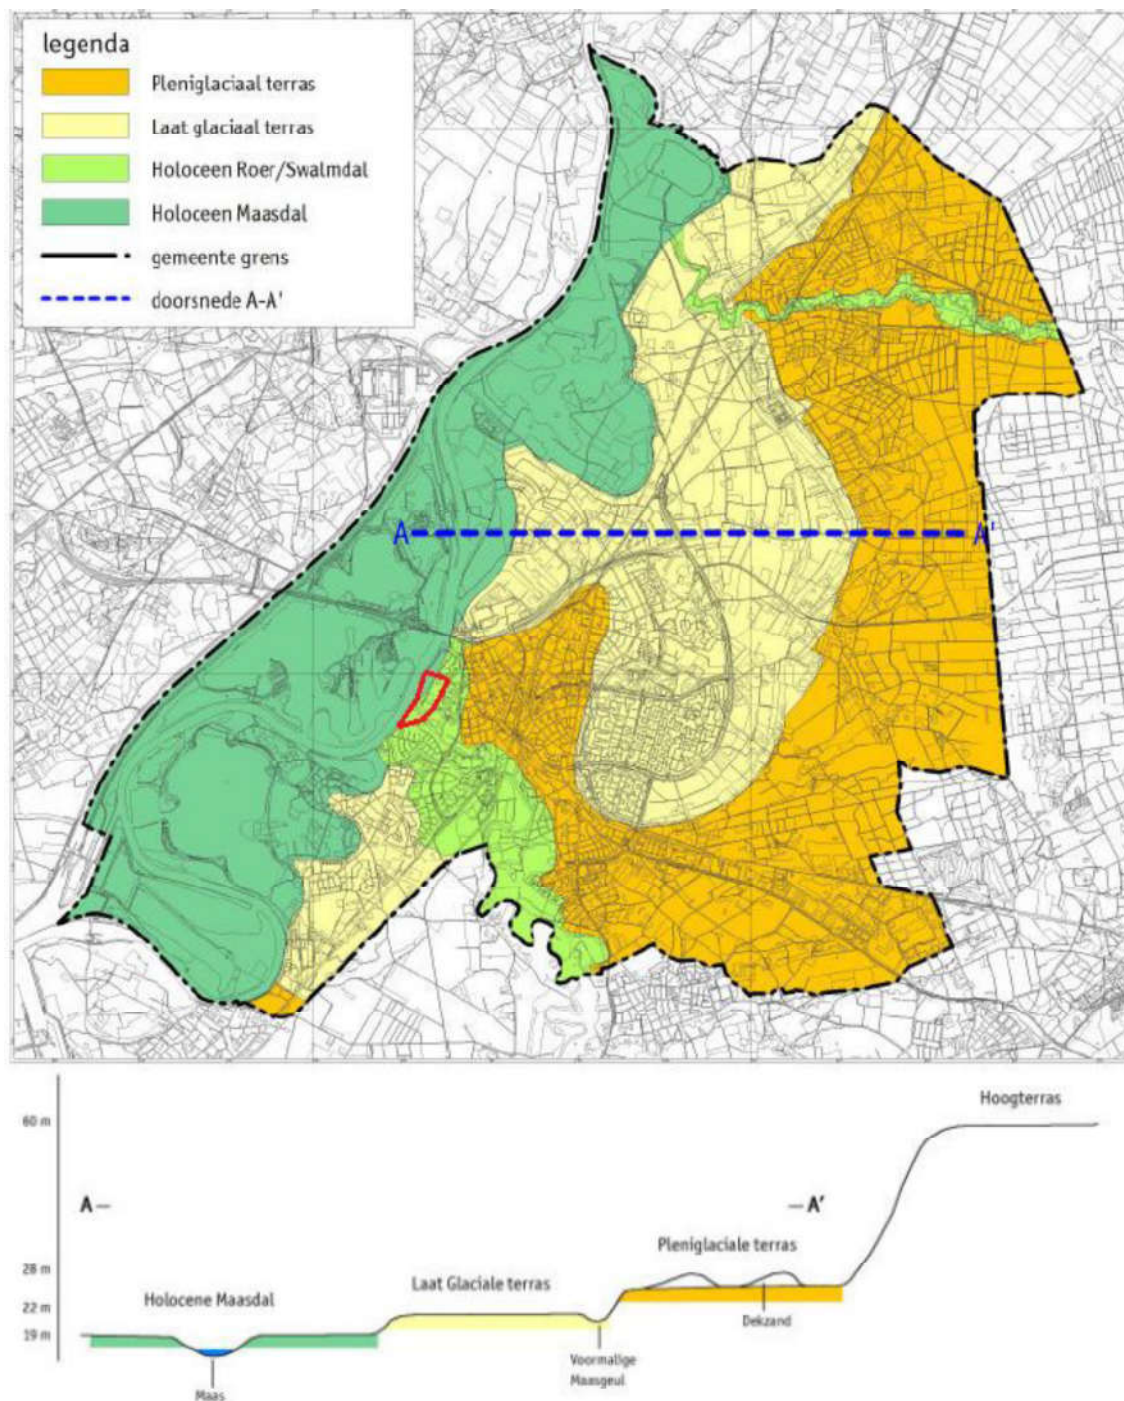 legenda
Pleniglaciaal terras
Laat glaciaal terras
Holoceen Roer/Swalmdal
Holoceen Maasdal
gemeente grens
doorsnede A-A'
A
A'
60 m
Hoogterras
A
A'
Pleniglaciale terras
28 m
Laat Glaciale terras
Holocene Maasdal
22 m
Dekzand
19 m
Voormalige
Maasgeul
Maas